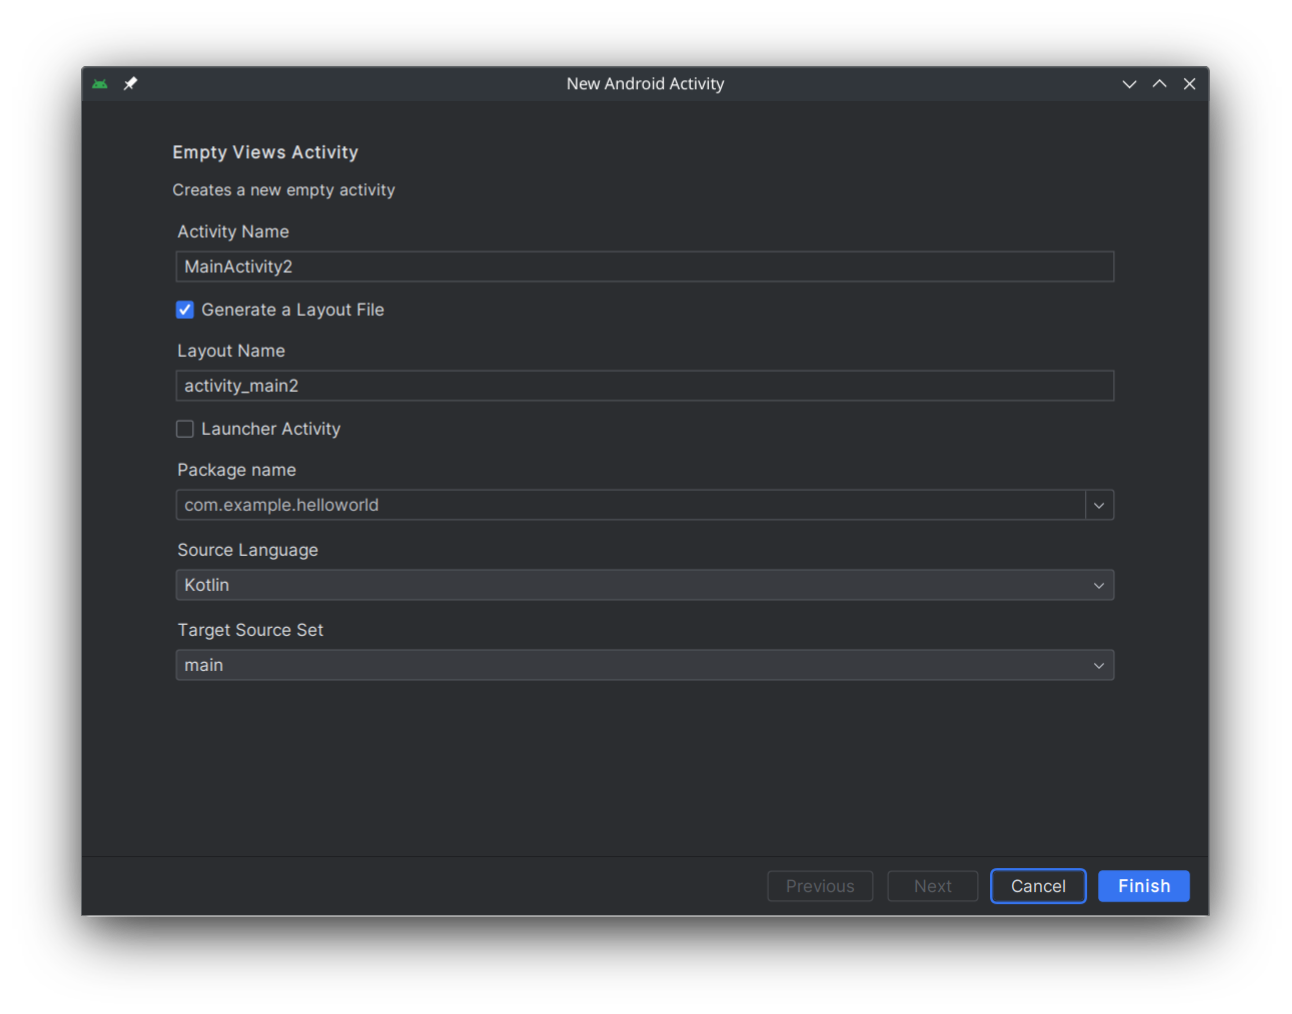 New Android Activity
Empty Views Activity
Creates a new empty activity
Activity Name
MainActivity2
Generate a Layout File
Layout Name
activity_main2
Launcher Activity
Package name
com.example.helloworld
Source Language
Kotlin
Target Source Set
main
Previous Next Cancel Finish